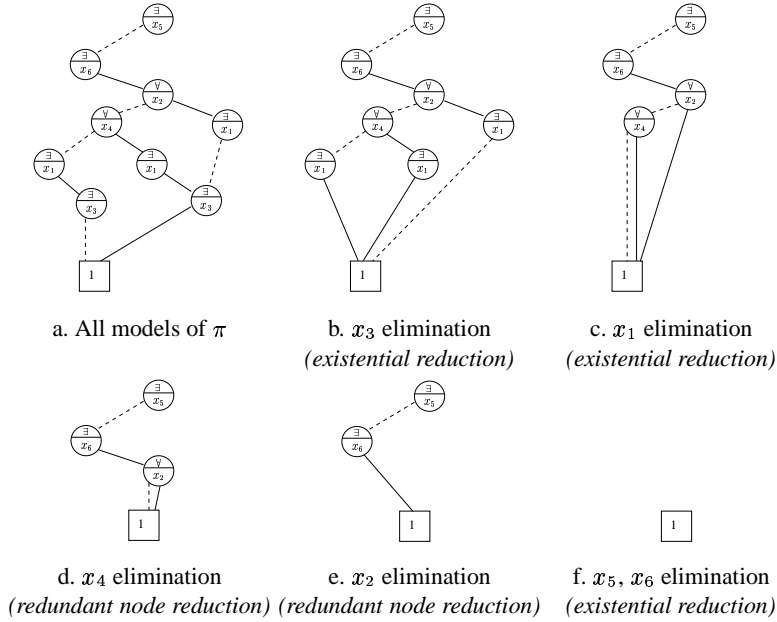 ∃ x5
∃ x6
∀ x2
∀ x4
∃ x1
∃ x1
∃ x1
∃ x3
∃ x3
1
a. All models of π
∃ x5
∃ x6
∀ x2
∀ x4
∃ x1
∃ x1
∃ x1
1
b. x3 elimination
(existential reduction)
∃ x5
∃ x6
∀ x2
∀ x4
1
c. x1 elimination
(existential reduction)
∃ x5
∃ x6
∀ x2
1
d. x4 elimination
(redundant node reduction)
∃ x5
∃ x6
1
e. x2 elimination
(redundant node reduction)
1
f. x5, x6 elimination
(existential reduction)